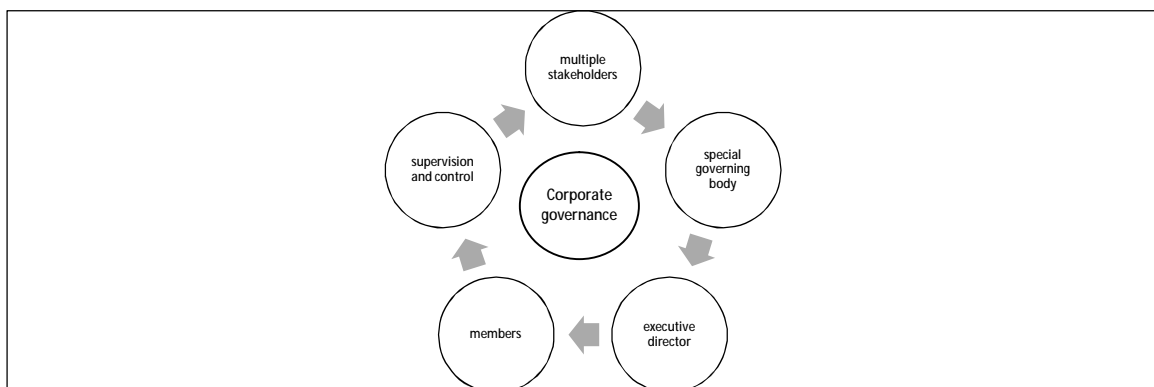 multiple
stakeholders
special
governing
body
executive
director
members
supervision
and control
Corporate
governance